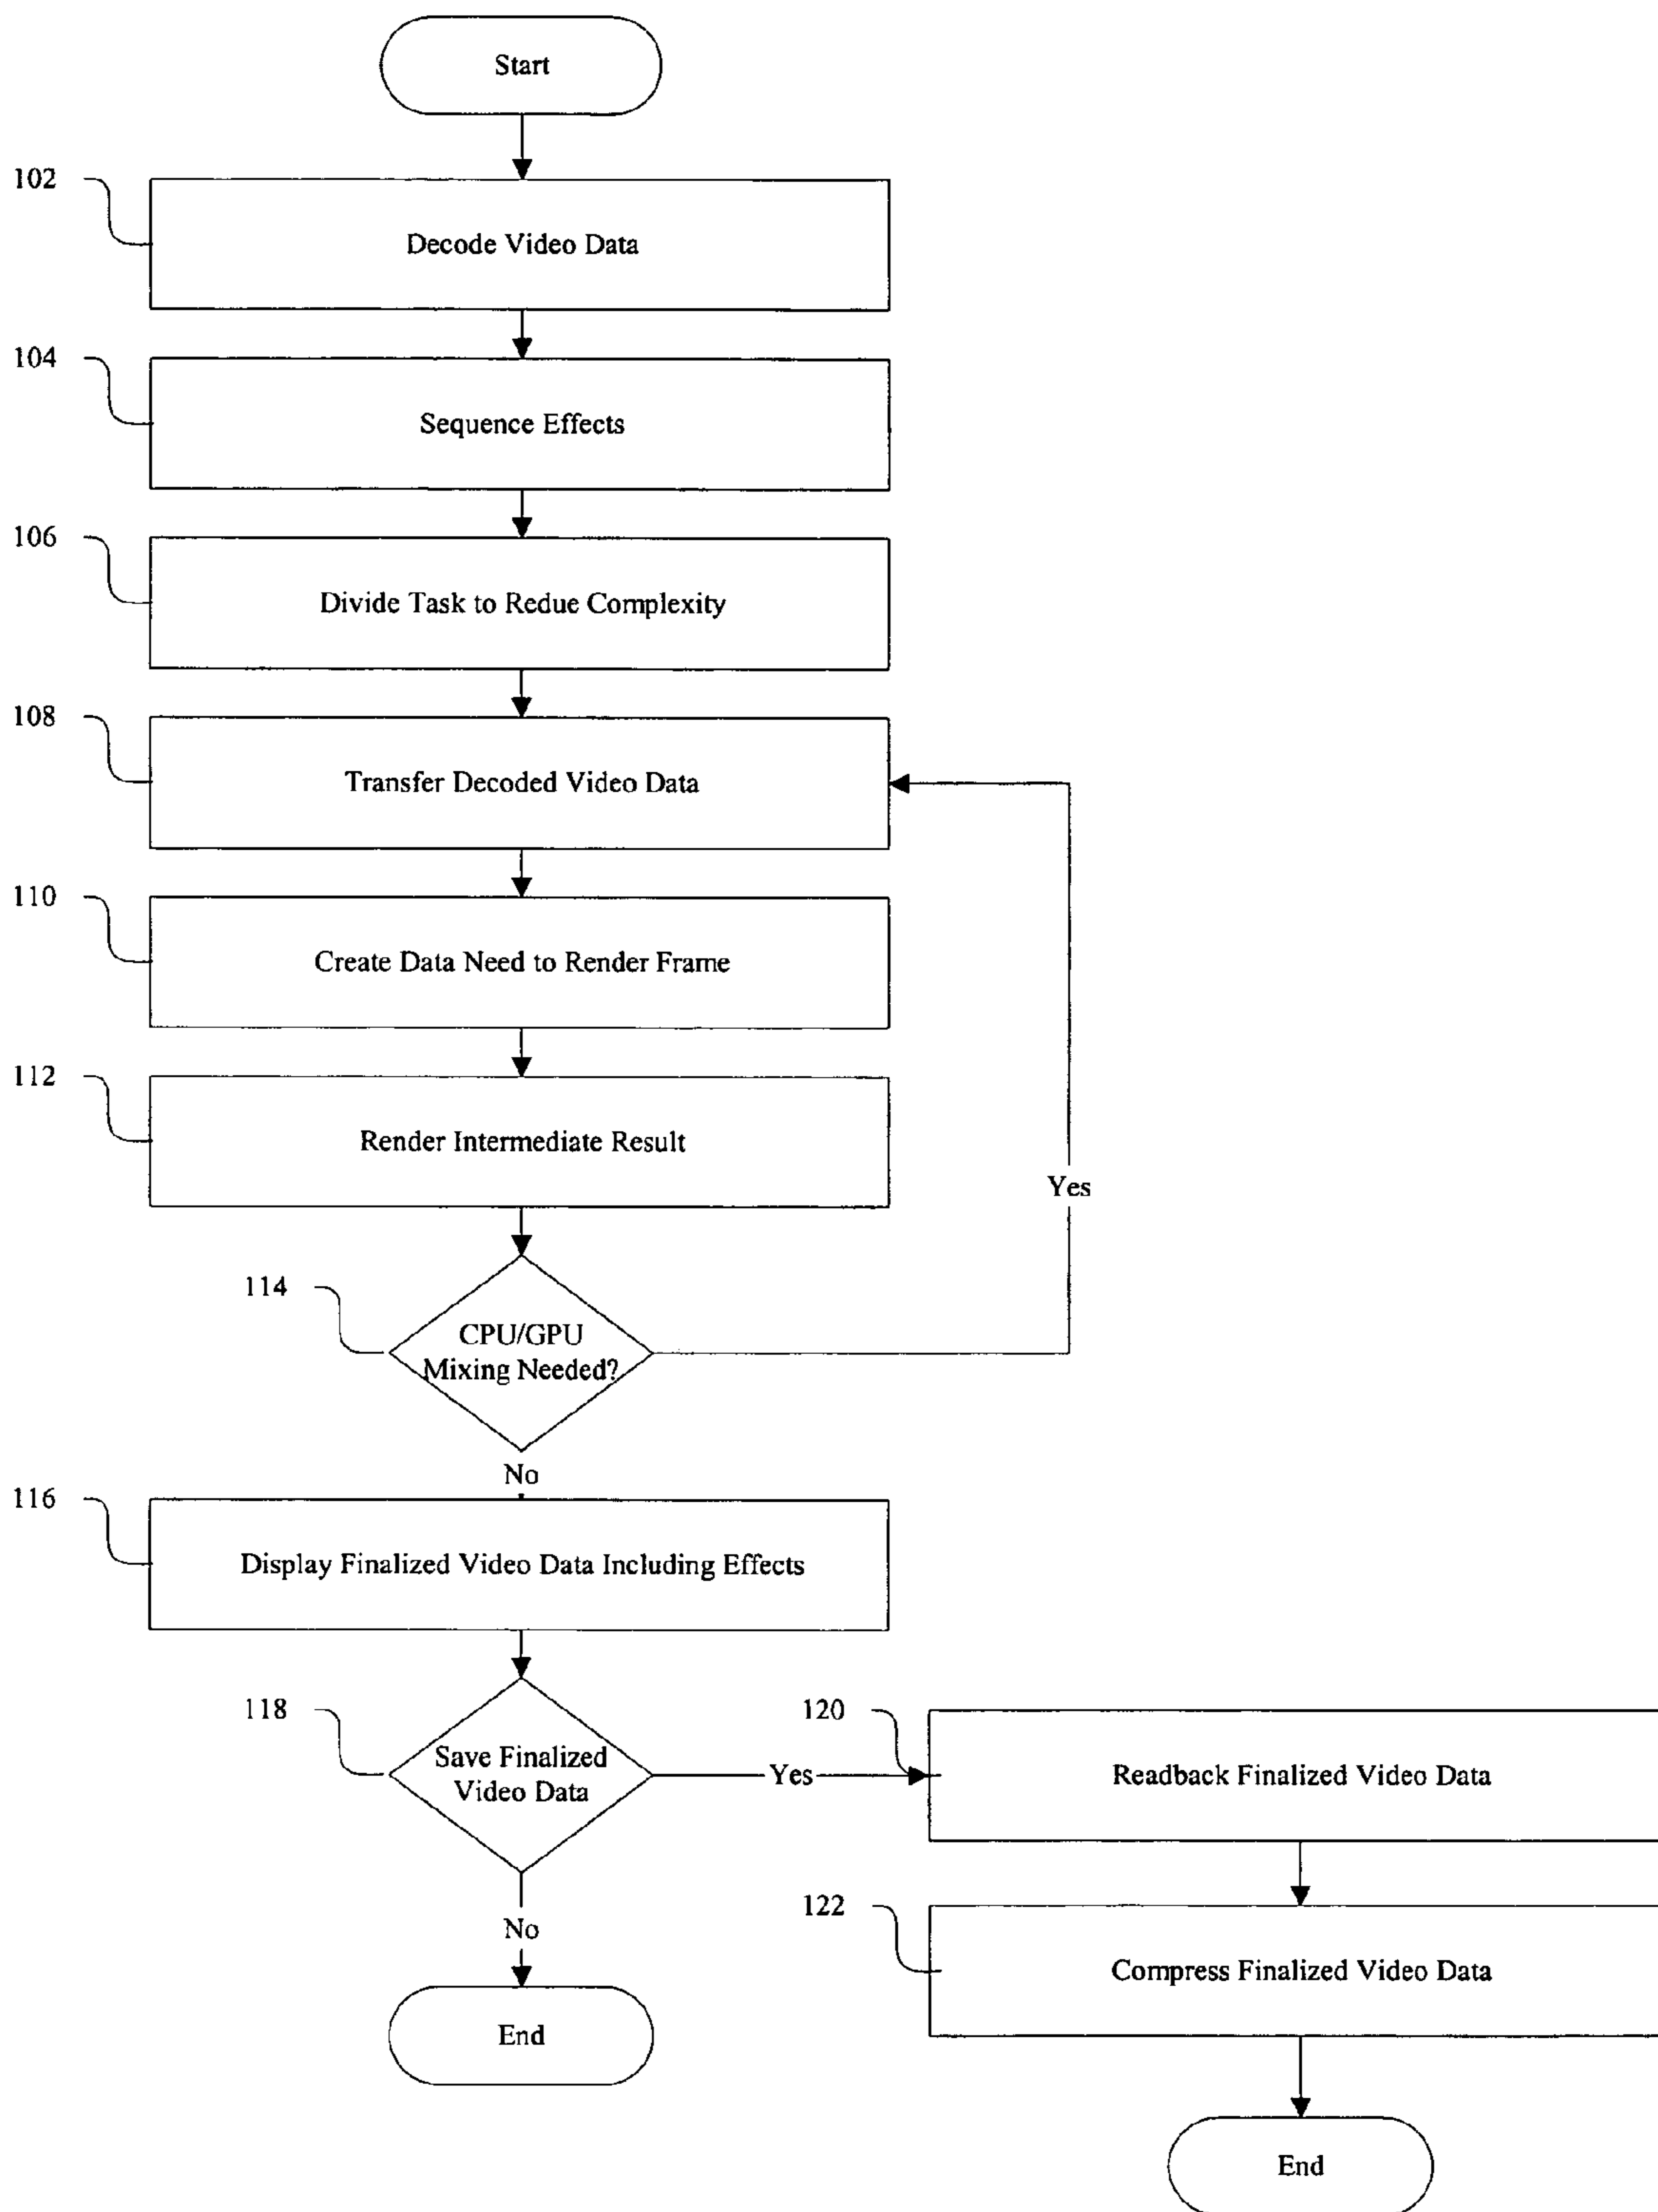 Start
102
Decode Video Data
104
Sequence Effects
106
Divide Task to Redue Complexity
108
Transfer Decoded Video Data
110
Create Data Need to Render Frame
112
Render Intermediate Result
Yes
114
CPU/GPU
Mixing Needed?
No
116
Display Finalized Video Data Including Effects
118
Save Finalized
Video Data
Yes
120
Readback Finalized Video Data
122
Compress Finalized Video Data
No
End
End